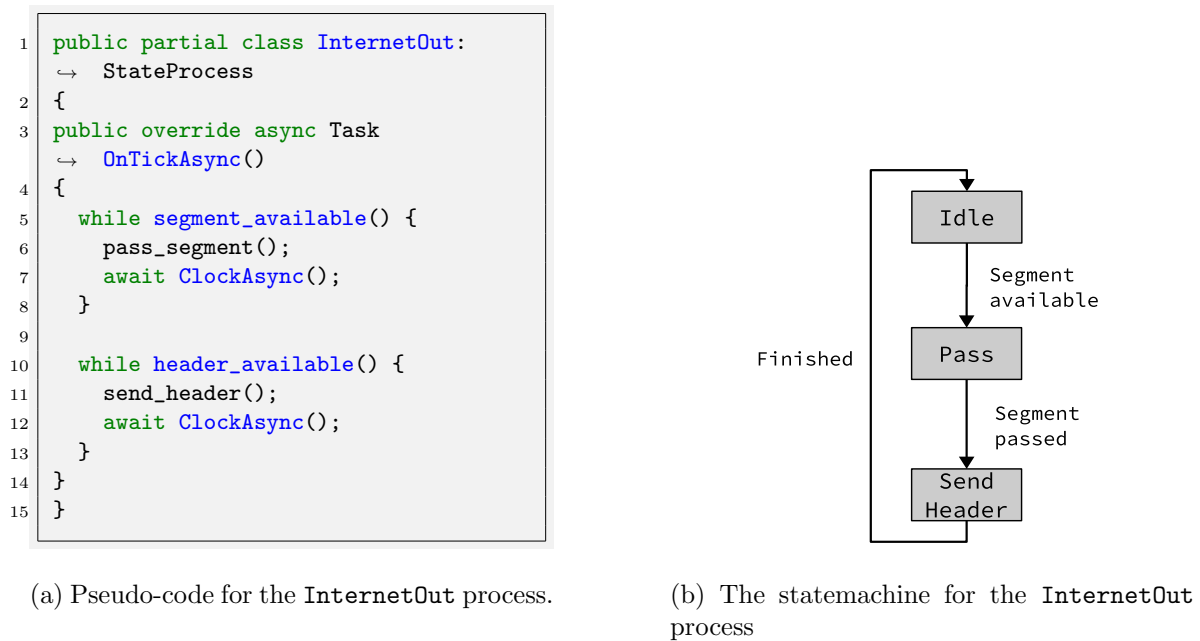 1 public partial class InternetOut:
↪ StateProcess
2 {
3 public override async Task
↪ OnTickAsync()
4 {
5 while segment_available() {
6 pass_segment();
7 await ClockAsync();
8 }
9
10 while header_available() {
11 send_header();
12 await ClockAsync();
13 }
14 }
15 }
(a) Pseudo-code for the InternetOut process.
Idle
Segment
available
Pass
Finished
Segment
passed
Send
Header
(b) The statemachine for the InternetOut
process